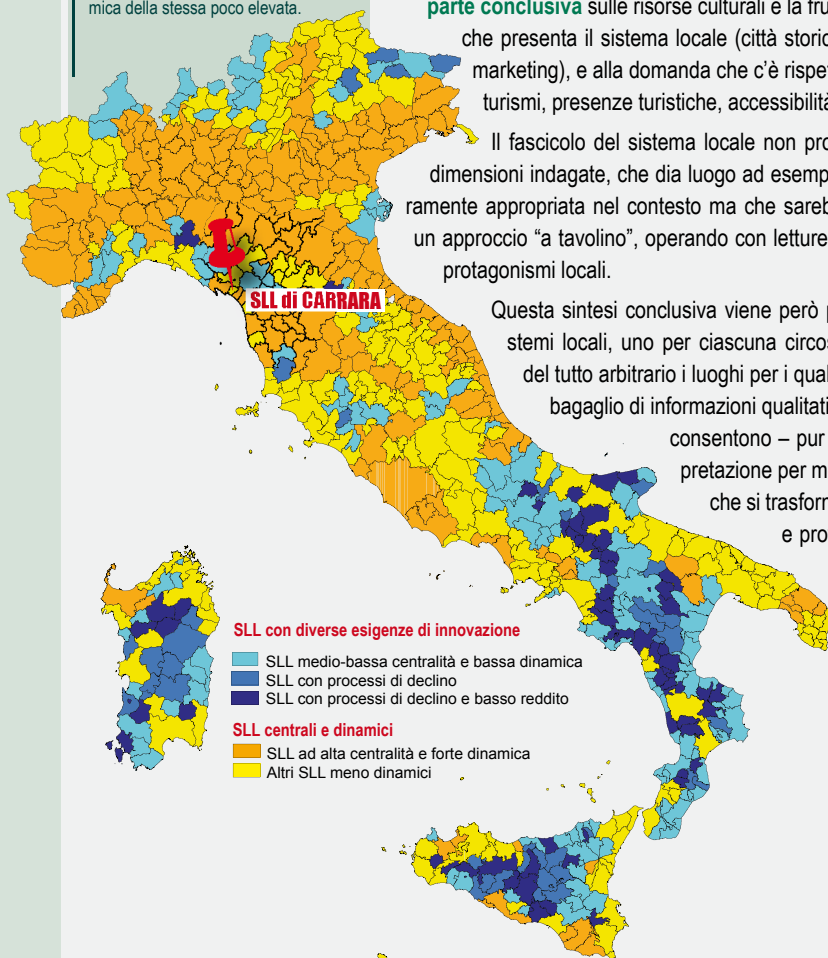 mica della stessa poco elevata.
parte conclusiva sulle risorse culturali e la fru
che presenta il sistema locale (città storic
marketing), e alla domanda che c'è rispet
turismi, presenze turistiche, accessibilità
Il fascicolo del sistema locale non pro
dimensioni indagate, che dia luogo ad esemp
ramente appropriata nel contesto ma che sareb
un approccio “a tavolino”, operando con letture
protagonismi locali.
SLL di CARRARA
Questa sintesi conclusiva viene però p
stemi locali, uno per ciascuna circos
del tutto arbitrario i luoghi per i qual
bagaglio di informazioni qualitati
consentono – pur
pretazione per m
che si trasforn
e pro
SLL con diverse esigenze di innovazione
SLL medio-bassa centralità e bassa dinamica
SLL con processi di declino
SLL con processi di declino e basso reddito
SLL centrali e dinamici
SLL ad alta centralità e forte dinamica
Altri SLL meno dinamici